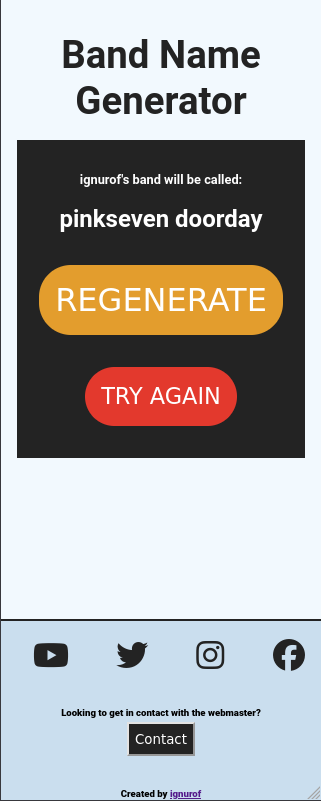 Band Name
Generator
ignurof's band will be called:
pinkseven doorday
REGENERATE
TRY AGAIN
Looking to get in contact with the webmaster?
Contact
Created by ignurof